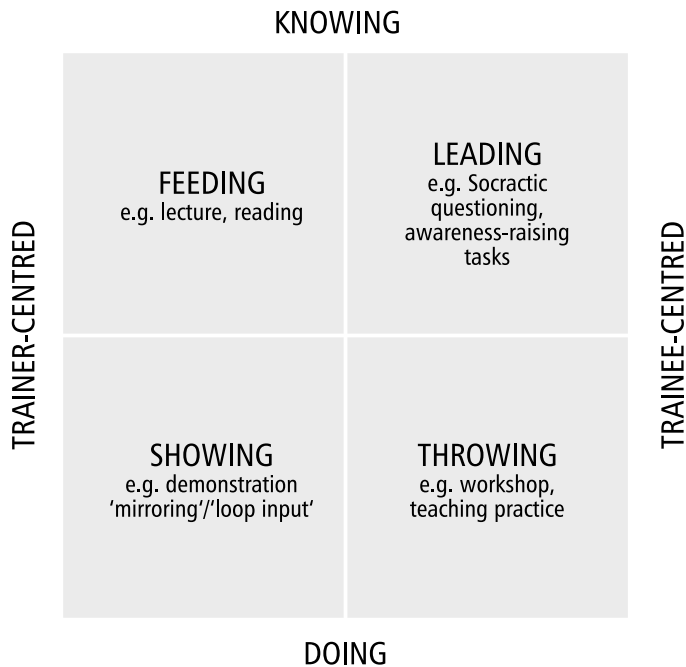 KNOWING
TRAINER-CENTRED
FEEDING
e.g. lecture, reading
LEADING
e.g. Socractic
questioning,
awareness-raising
tasks
TRAINEE-CENTRED
SHOWING
e.g. demonstration
‘mirroring‘/‘loop input‘
THROWING
e.g. workshop,
teaching practice
DOING